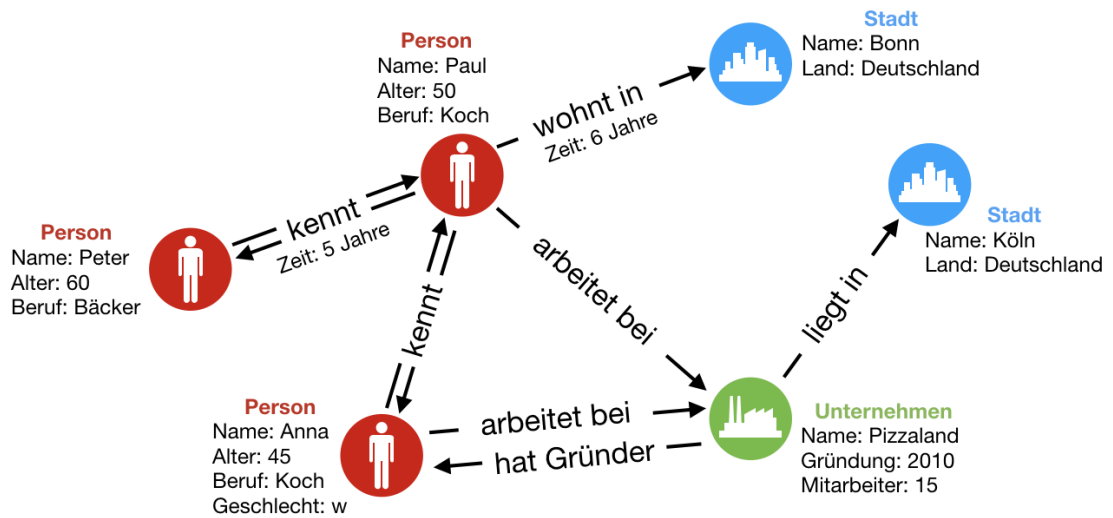 Person
Name: Paul
Alter: 50
Beruf: Koch
Stadt
Name: Bonn
Land: Deutschland
wohnt in
Zeit: 6 Jahre
kennt
Zeit: 5 Jahre
Person
Name: Peter
Alter: 60
Beruf: Bäcker
Stadt
Name: Köln
Land: Deutschland
arbeitet bei
liegt in
kennt
Person
Name: Anna
Alter: 45
Beruf: Koch
Geschlecht: w
arbeitet bei
hat Gründer
Unternehmen
Name: Pizzaland
Gründung: 2010
Mitarbeiter: 15